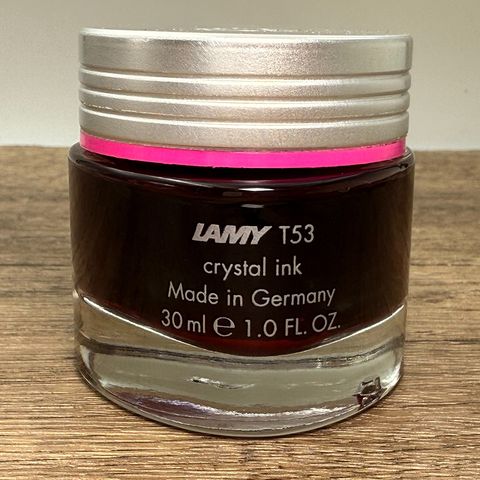 LAMY T53
crystal ink
Made in Germany
30 ml ℮ 1.0 FL. OZ.